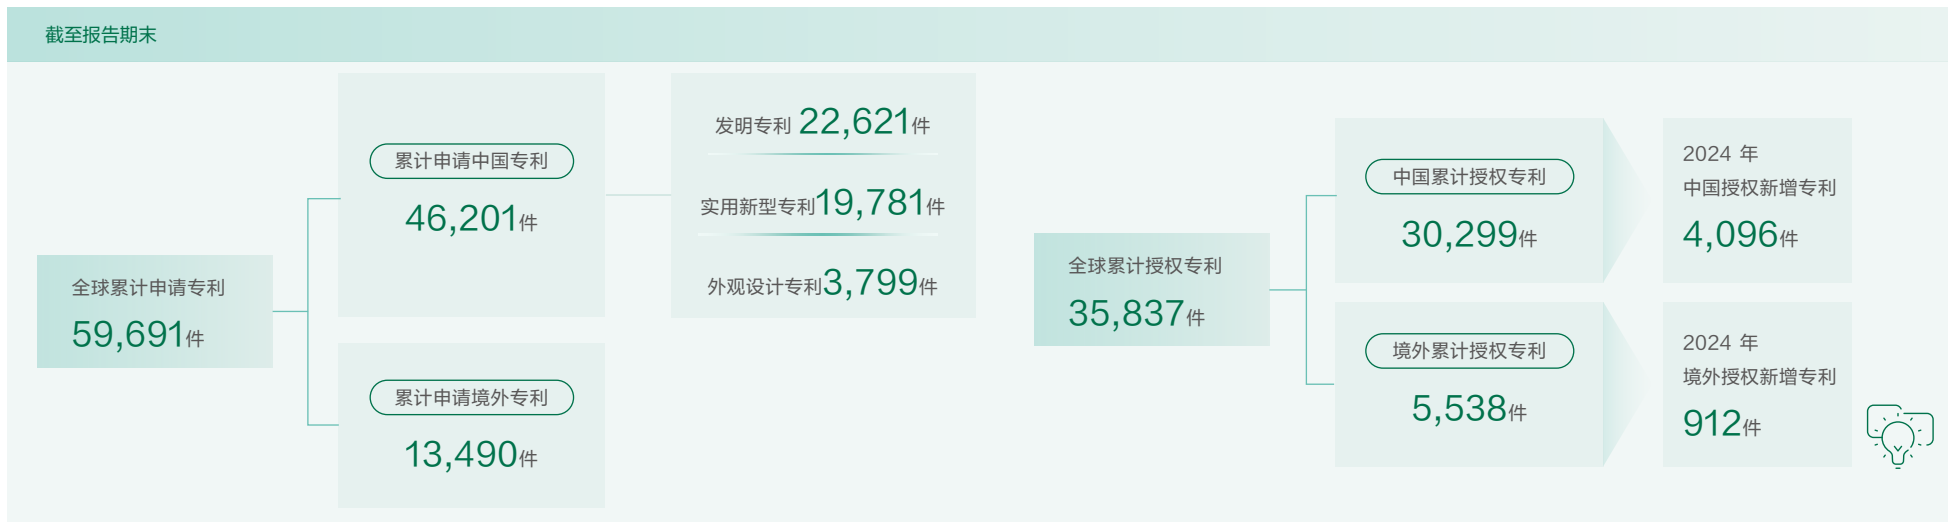 截至报告期末
全球累计申请专利
59,691件
累计申请中国专利
46,201件
发明专利 22,621件
实用新型专利19,781件
外观设计专利3,799件
累计申请境外专利
13,490件
全球累计授权专利
35,837件
中国累计授权专利
30,299件
2024 年
中国授权新增专利
4,096件
境外累计授权专利
5,538件
2024 年
境外授权新增专利
912件